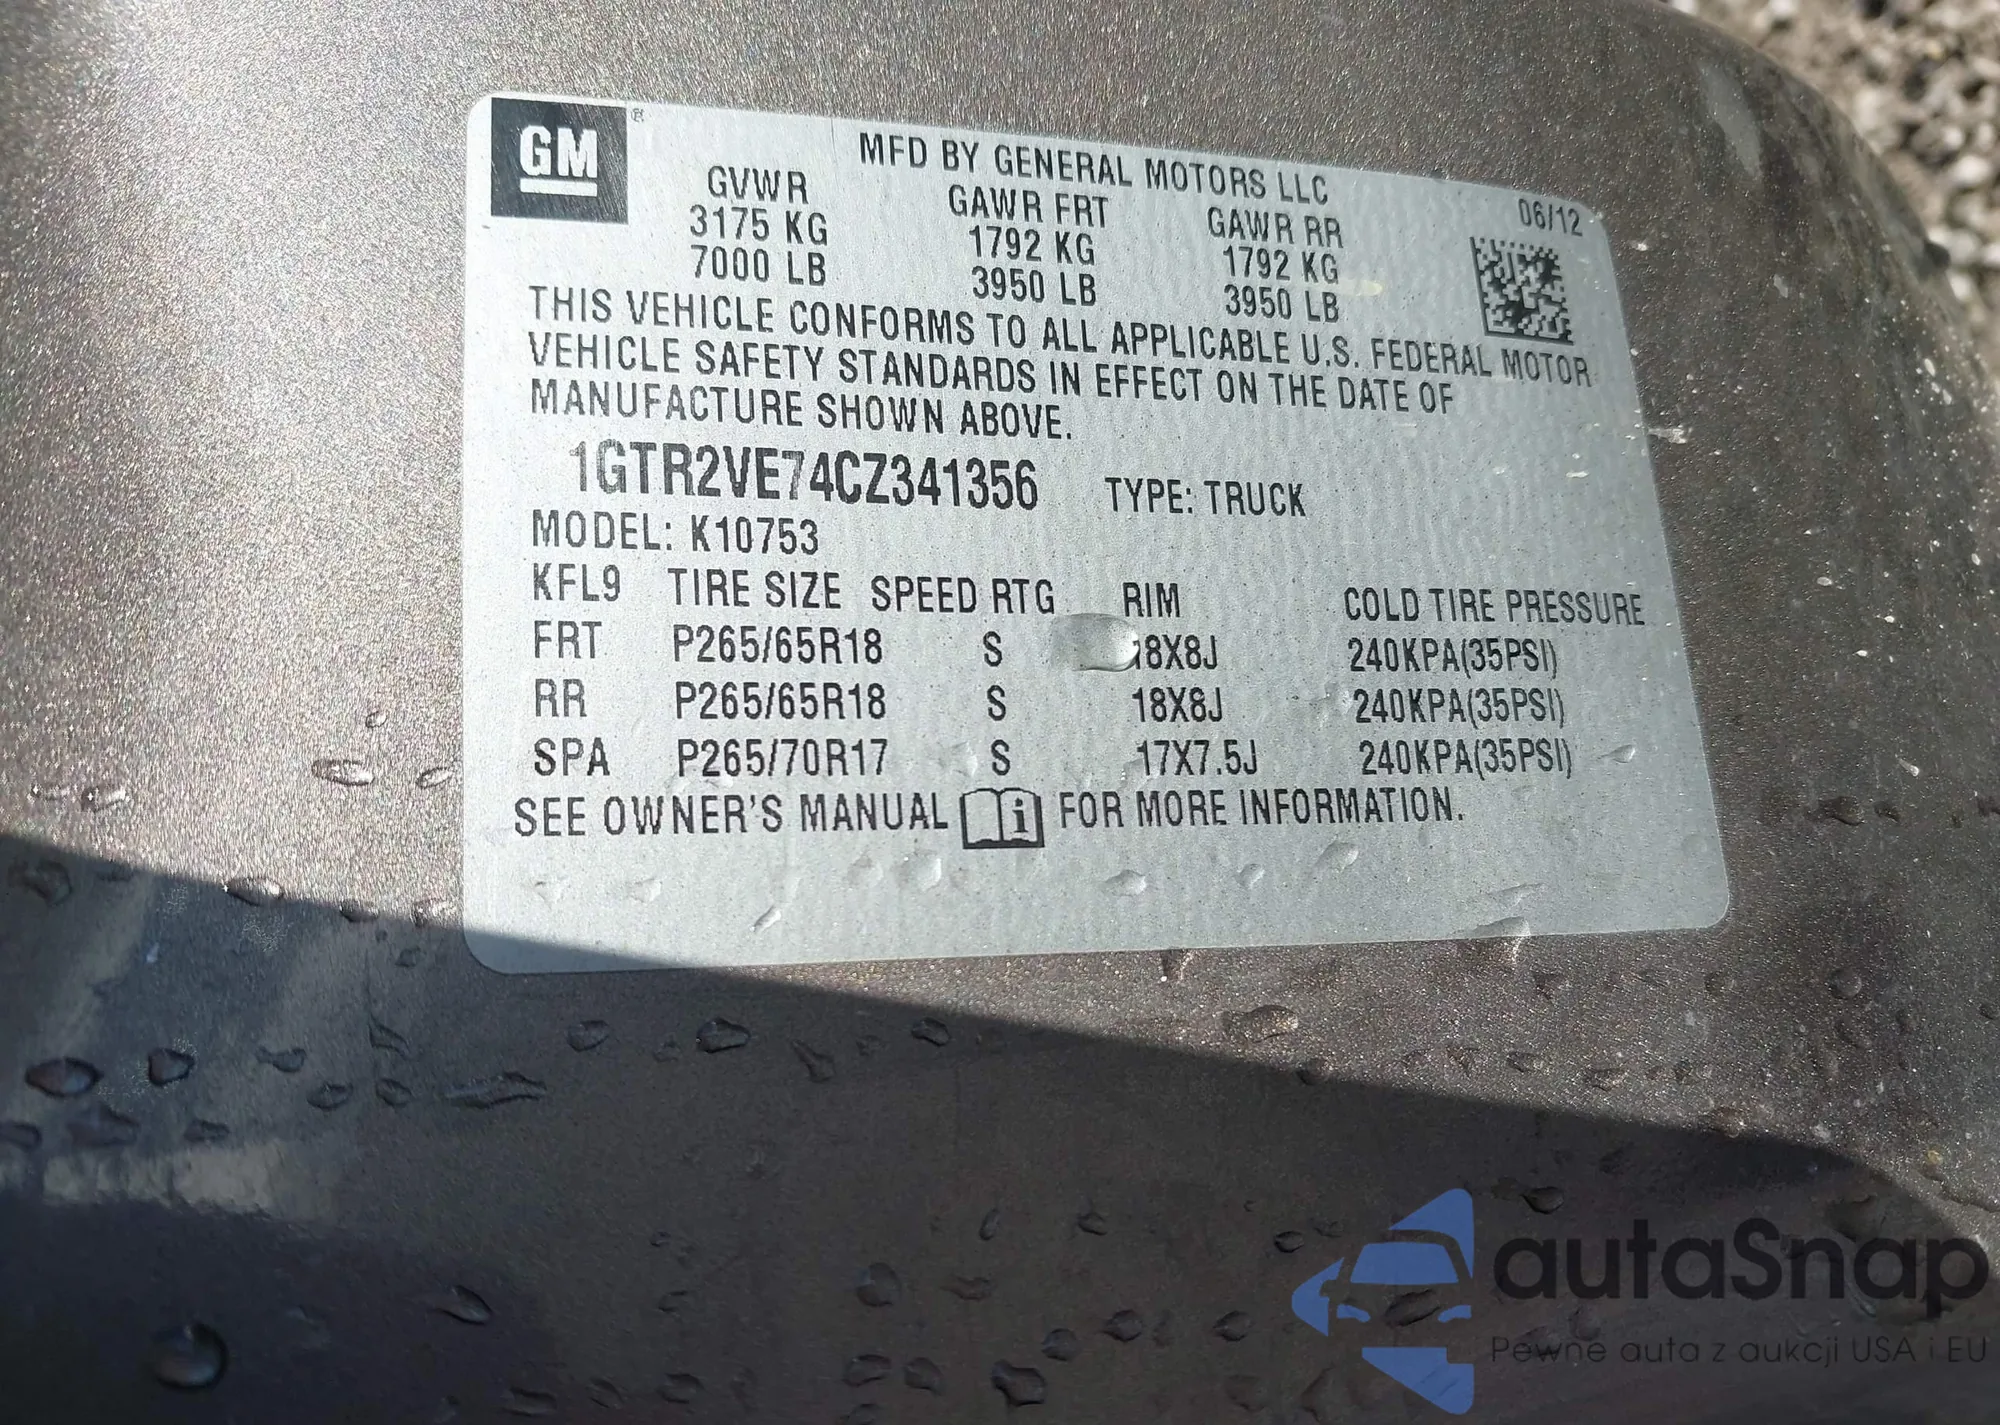 GM ®
MFD BY GENERAL MOTORS LLC
GVWR GAWR FRT GAWR RR 06/12
3175 KG 1792 KG 1792 KG
7000 LB 3950 LB 3950 LB
THIS VEHICLE CONFORMS TO ALL APPLICABLE U.S. FEDERAL MOTOR
VEHICLE SAFETY STANDARDS IN EFFECT ON THE DATE OF
MANUFACTURE SHOWN ABOVE.
1GTR2VE74CZ341356 TYPE: TRUCK
MODEL: K10753
KFL9 TIRE SIZE SPEED RTG RIM COLD TIRE PRESSURE
FRT P265/65R18 S 18X8J 240KPA(35PSI)
RR P265/65R18 S 18X8J 240KPA(35PSI)
SPA P265/70R17 S 17X7.5J 240KPA(35PSI)
SEE OWNER'S MANUAL i FOR MORE INFORMATION.
autaSnap
Pewne auta z aukcji USA i EU